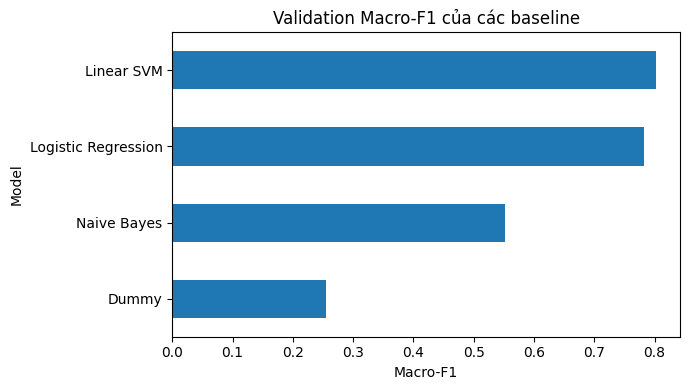 Validation Macro-F1 của các baseline
Model
Linear SVM
Logistic Regression
Naive Bayes
Dummy
0.0 0.1 0.2 0.3 0.4 0.5 0.6 0.7 0.8
Macro-F1